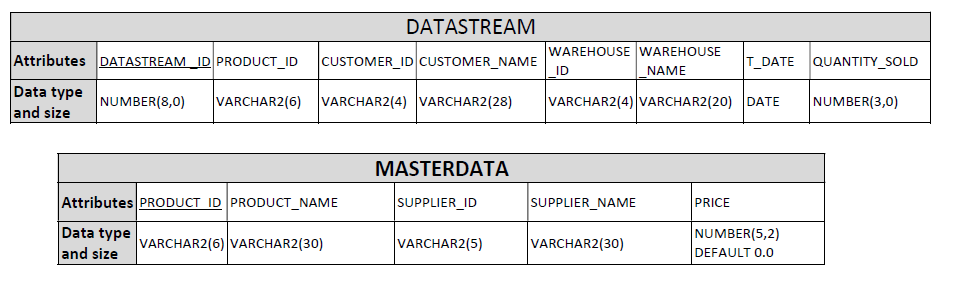 DATASTREAM
Attributes DATASTREAM_ID PRODUCT_ID CUSTOMER_ID CUSTOMER_NAME WAREHOUSE_ID WAREHOUSE_NAME T_DATE QUANTITY_SOLD
Data type and size NUMBER(8,0) VARCHAR2(6) VARCHAR2(4) VARCHAR2(28) VARCHAR2(4) VARCHAR2(20) DATE NUMBER(3,0)
MASTERDATA
Attributes PRODUCT_ID PRODUCT_NAME SUPPLIER_ID SUPPLIER_NAME PRICE
Data type and size VARCHAR2(6) VARCHAR2(30) VARCHAR2(5) VARCHAR2(30) NUMBER(5,2) DEFAULT 0.0